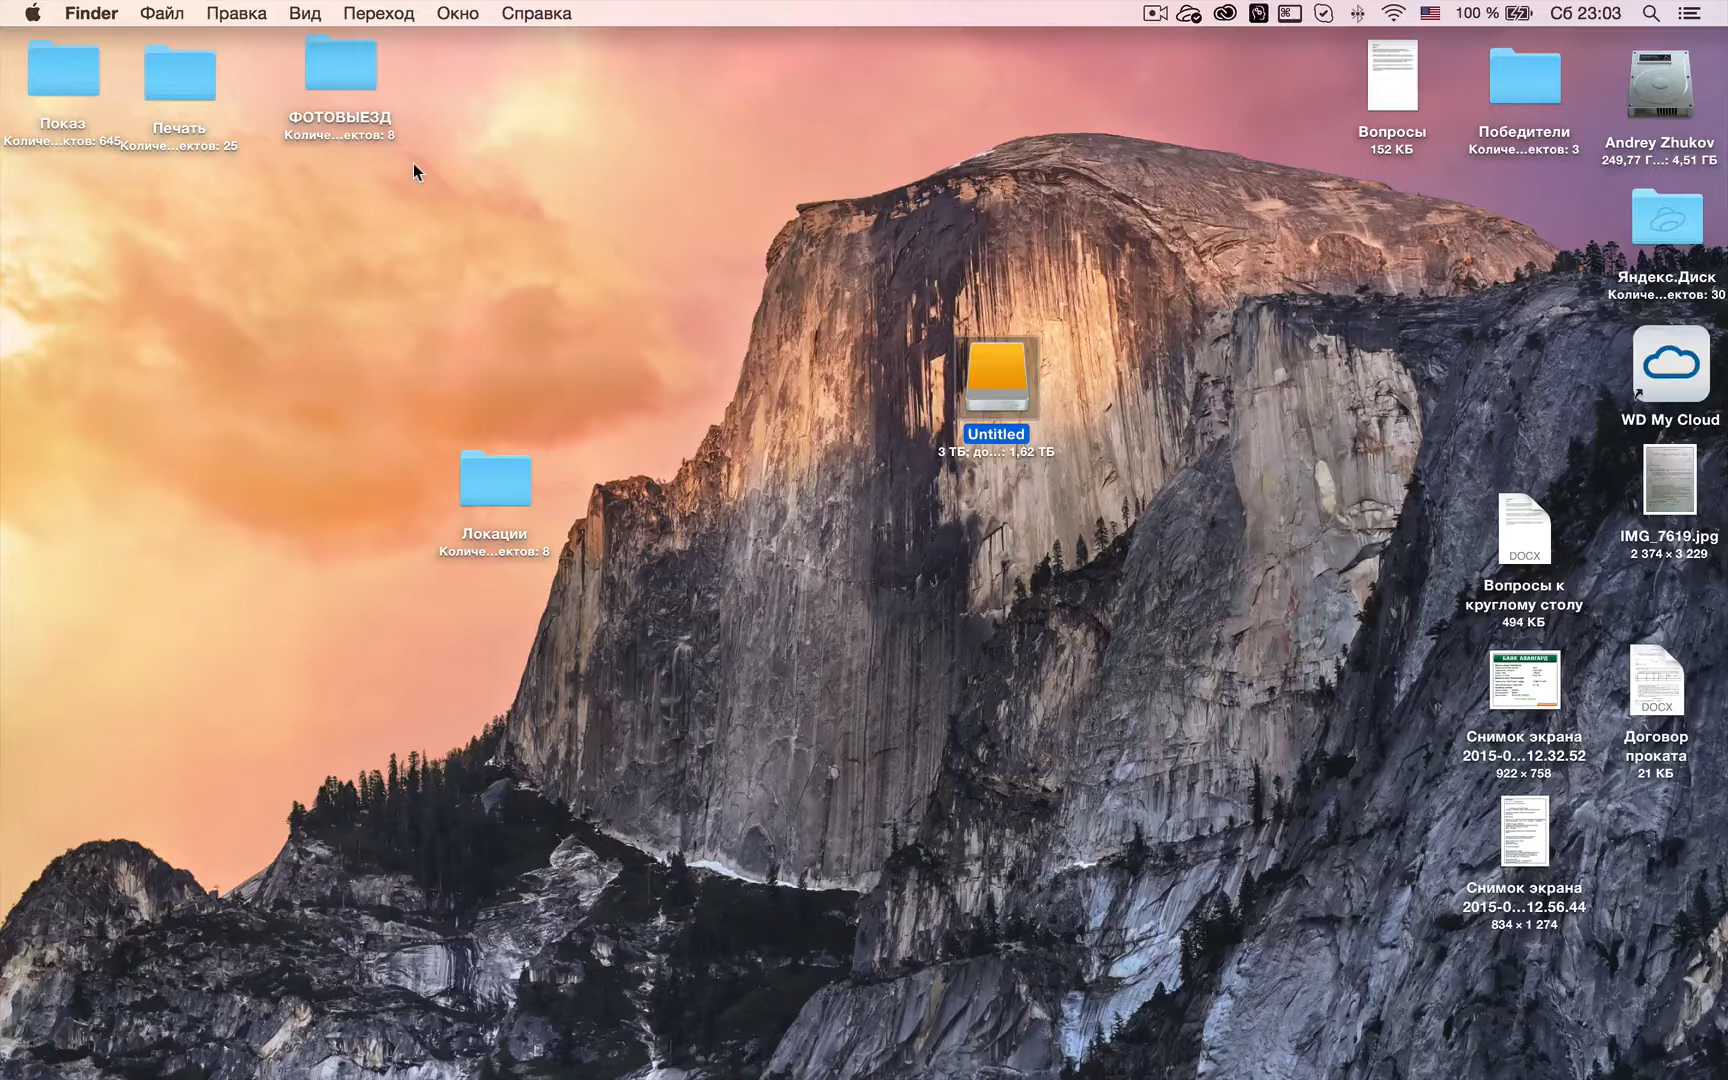 Finder Файл Правка Вид Переход Окно Справка 100 % Сб 23:03
Показ
Количе...ктов: 645
Печать
Количе...ектов: 25
ФОТОВЫЕЗД
Количе...ектов: 8
Вопросы
152 КБ
Победители
Количе...ектов: 3
Andrey Zhukov
249,77 Г...: 4,51 ГБ
Яндекс.Диск
Количе...ектов: 30
WD My Cloud
Untitled
3 ТБ; до...: 1,62 ТБ
Локации
Количе...ектов: 8
IMG_7619.jpg
2 374 × 3 229
DOCX
Вопросы к
круглому столу
494 КБ
БАНК АВАНГАРД
Снимок экрана
2015-0...12.32.52
922 × 758
DOCX
Договор
проката
21 КБ
Снимок экрана
2015-0...12.56.44
834 × 1 274